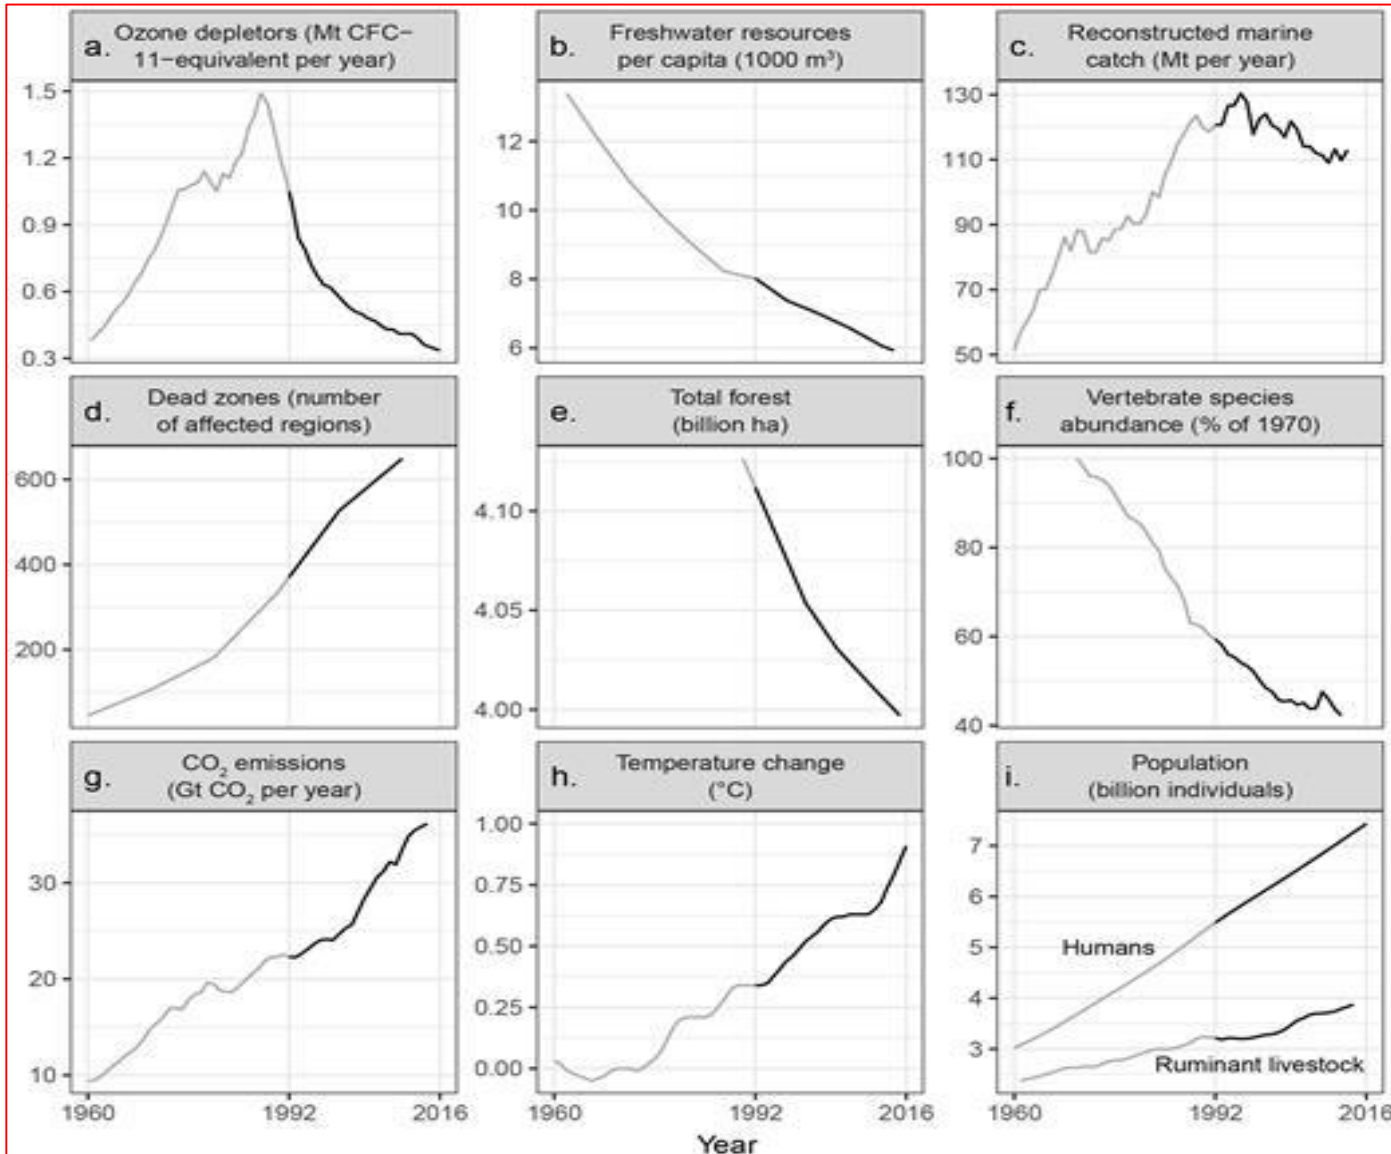 a. Ozone depletors (Mt CFC−
11−equivalent per year)
b. Freshwater resources
per capita (1000 m³)
c. Reconstructed marine
catch (Mt per year)
1.5
1.2
0.9
0.6
0.3
12
10
8
6
130
110
90
70
50
d. Dead zones (number
of affected regions)
e. Total forest
(billion ha)
f. Vertebrate species
abundance (% of 1970)
600
400
200
4.10
4.05
4.00
100
80
60
40
g. CO₂ emissions
(Gt CO₂ per year)
h. Temperature change
(°C)
i. Population
(billion individuals)
30
20
10
1.00
0.75
0.50
0.25
0.00
7
6
5
4
3
Humans
Ruminant livestock
1960 1992 2016
1960 1992 2016
1960 1992 2016
Year